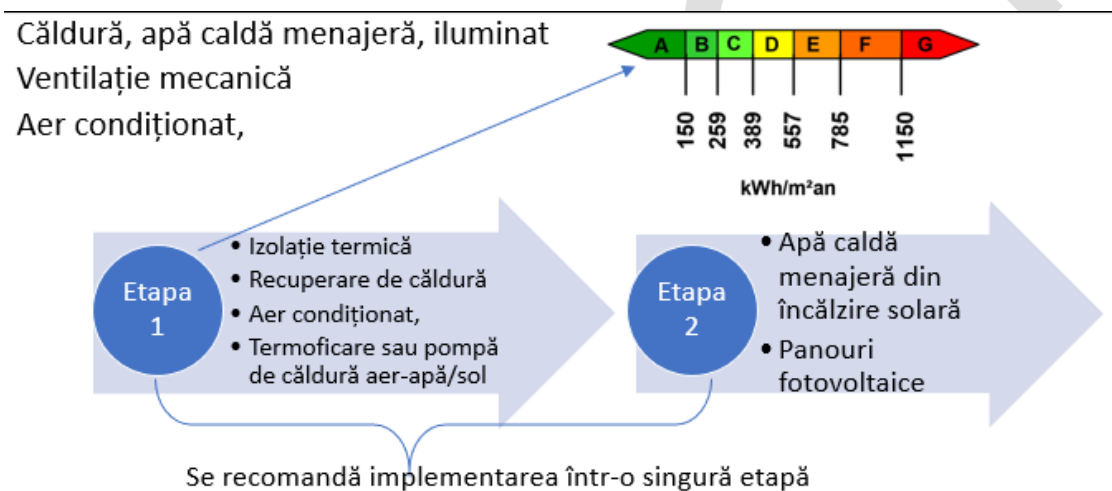 Căldură, apă caldă menajeră, iluminat
Ventilație mecanică
Aer condiționat,
A B C D E F G
150 259 389 557 785 1150
kWh/m²an
Etapa
1
• Izolație termică
• Recuperare de căldură
• Aer condiționat,
• Termoficare sau pompă
de căldură aer-apă/sol
Etapa
2
• Apă caldă
menajeră din
încălzire solară
• Panouri
fotovoltaice
Se recomandă implementarea într-o singură etapă